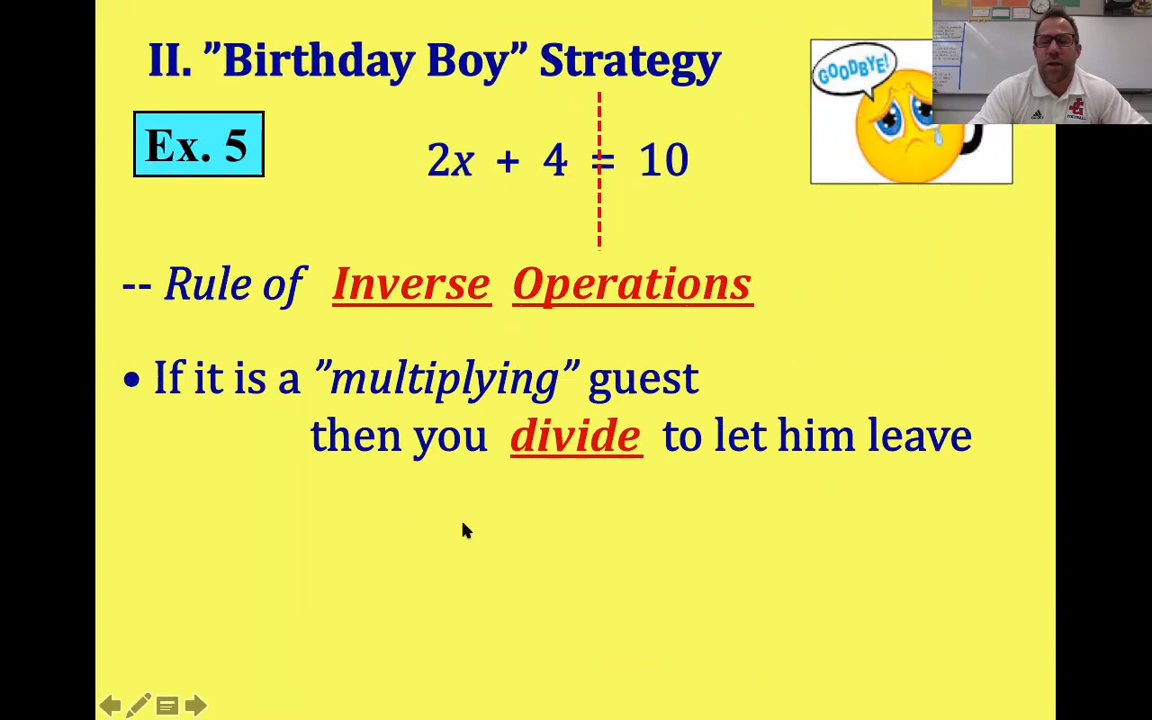 II. ”Birthday Boy” Strategy
GOODBYE!
Ex. 5
2x + 4 = 10
-- Rule of Inverse Operations
• If it is a ”multiplying” guest
then you divide to let him leave